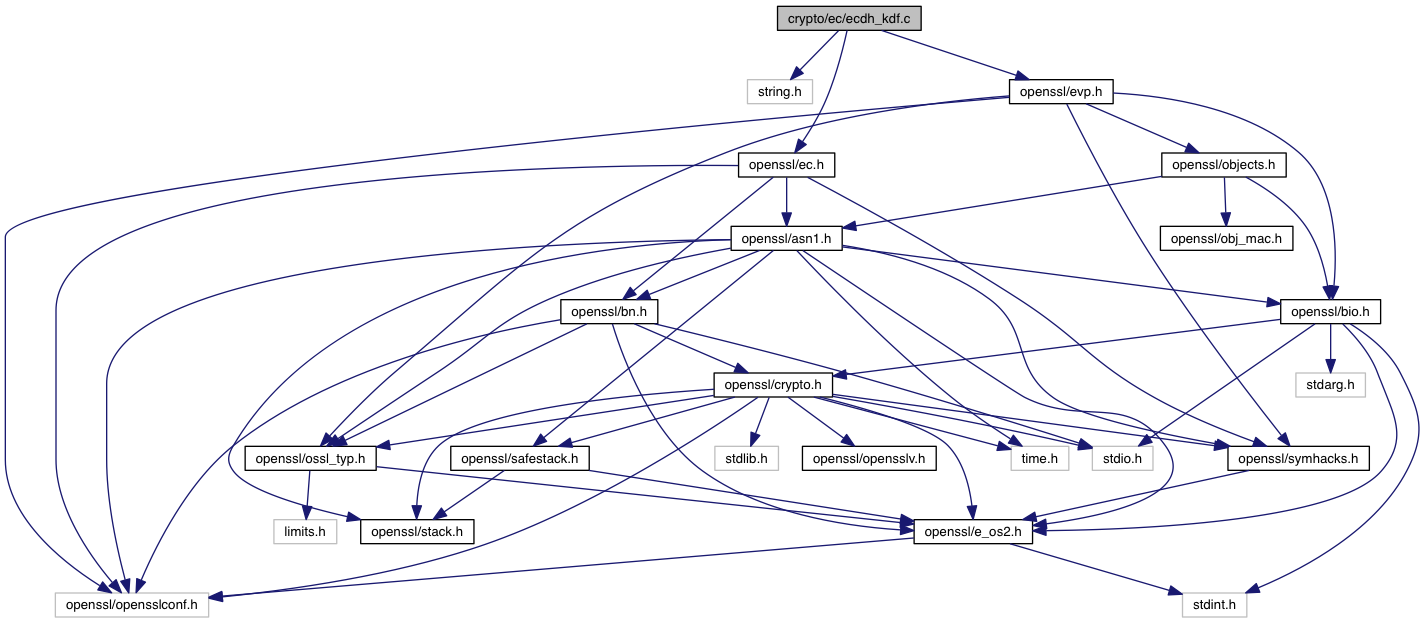 crypto/ec/ecdh_kdf.c
string.h
openssl/evp.h
openssl/ec.h
openssl/objects.h
openssl/asn1.h
openssl/obj_mac.h
openssl/bn.h
openssl/bio.h
openssl/crypto.h
stdarg.h
openssl/ossl_typ.h
openssl/safestack.h
stdlib.h
openssl/opensslv.h
time.h
stdio.h
openssl/symhacks.h
limits.h
openssl/stack.h
openssl/e_os2.h
openssl/opensslconf.h
stdint.h